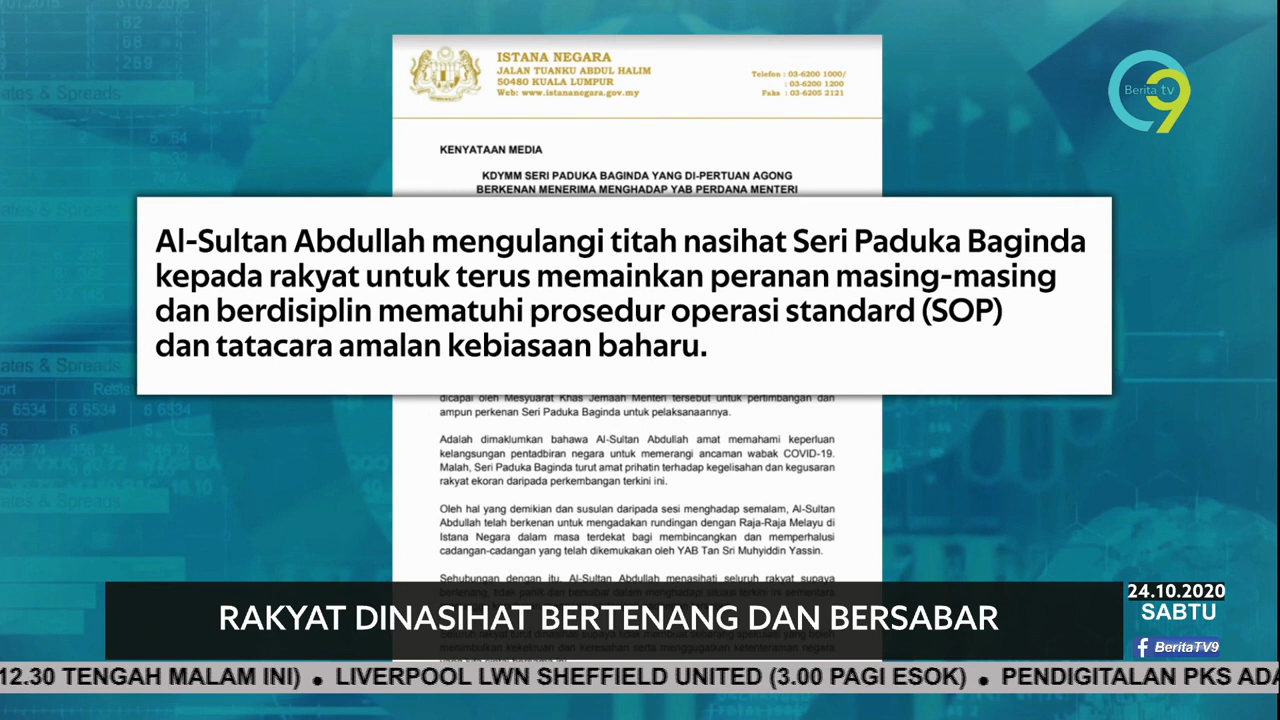 ISTANA NEGARA
JALAN TUANKU ABDUL HALIM
50480 KUALA LUMPUR
Web: www.istananegara.gov.my
Telefon : 03-6200 1000/
: 03-6200 1200
Faks : 03-6205 2121
Berita tv 9
KENYATAAN MEDIA
KDYMM SERI PADUKA BAGINDA YANG DI-PERTUAN AGONG
BERKENAN MENERIMA MENGHADAP YAB PERDANA MENTERI
Al-Sultan Abdullah mengulangi titah nasihat Seri Paduka Baginda
kepada rakyat untuk terus memainkan peranan masing-masing
dan berdisiplin mematuhi prosedur operasi standard (SOP)
dan tatacara amalan kebiasaan baharu.
dicapai oleh Mesyuarat Khas Jemaah Menteri tersebut untuk pertimbangan dan
ampun perkenan Seri Paduka Baginda untuk pelaksanaannya.
Adalah dimaklumkan bahawa Al-Sultan Abdullah amat memahami keperluan
kelangsungan pentadbiran negara untuk memerangi ancaman wabak COVID-19.
Malah, Seri Paduka Baginda turut amat prihatin terhadap kegelisahan dan kegusaran
rakyat ekoran daripada perkembangan terkini ini.
Oleh hal yang demikian dan susulan daripada sesi menghadap semalam, Al-Sultan
Abdullah telah berkenan untuk mengadakan rundingan dengan Raja-Raja Melayu di
Istana Negara dalam masa terdekat bagi membincangkan dan memperhalusi
cadangan-cadangan yang telah dikemukakan oleh YAB Tan Sri Muhyiddin Yassin.
Sehubungan dengan itu, Al-Sultan Abdullah menasihati seluruh rakyat supaya
RAKYAT DINASIHAT BERTENANG DAN BERSABAR
24.10.2020
SABTU
BeritaTV9
12.30 TENGAH MALAM INI) • LIVERPOOL LWN SHEFFIELD UNITED (3.00 PAGI ESOK) • PENDIGITALAN PKS ADA